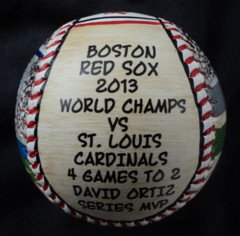 BOSTON
RED SOX
2013
WORLD CHAMPS
VS
ST. LOUIS
CARDINALS
4 GAMES TO 2
DAVID ORTIZ
SERIES MVP